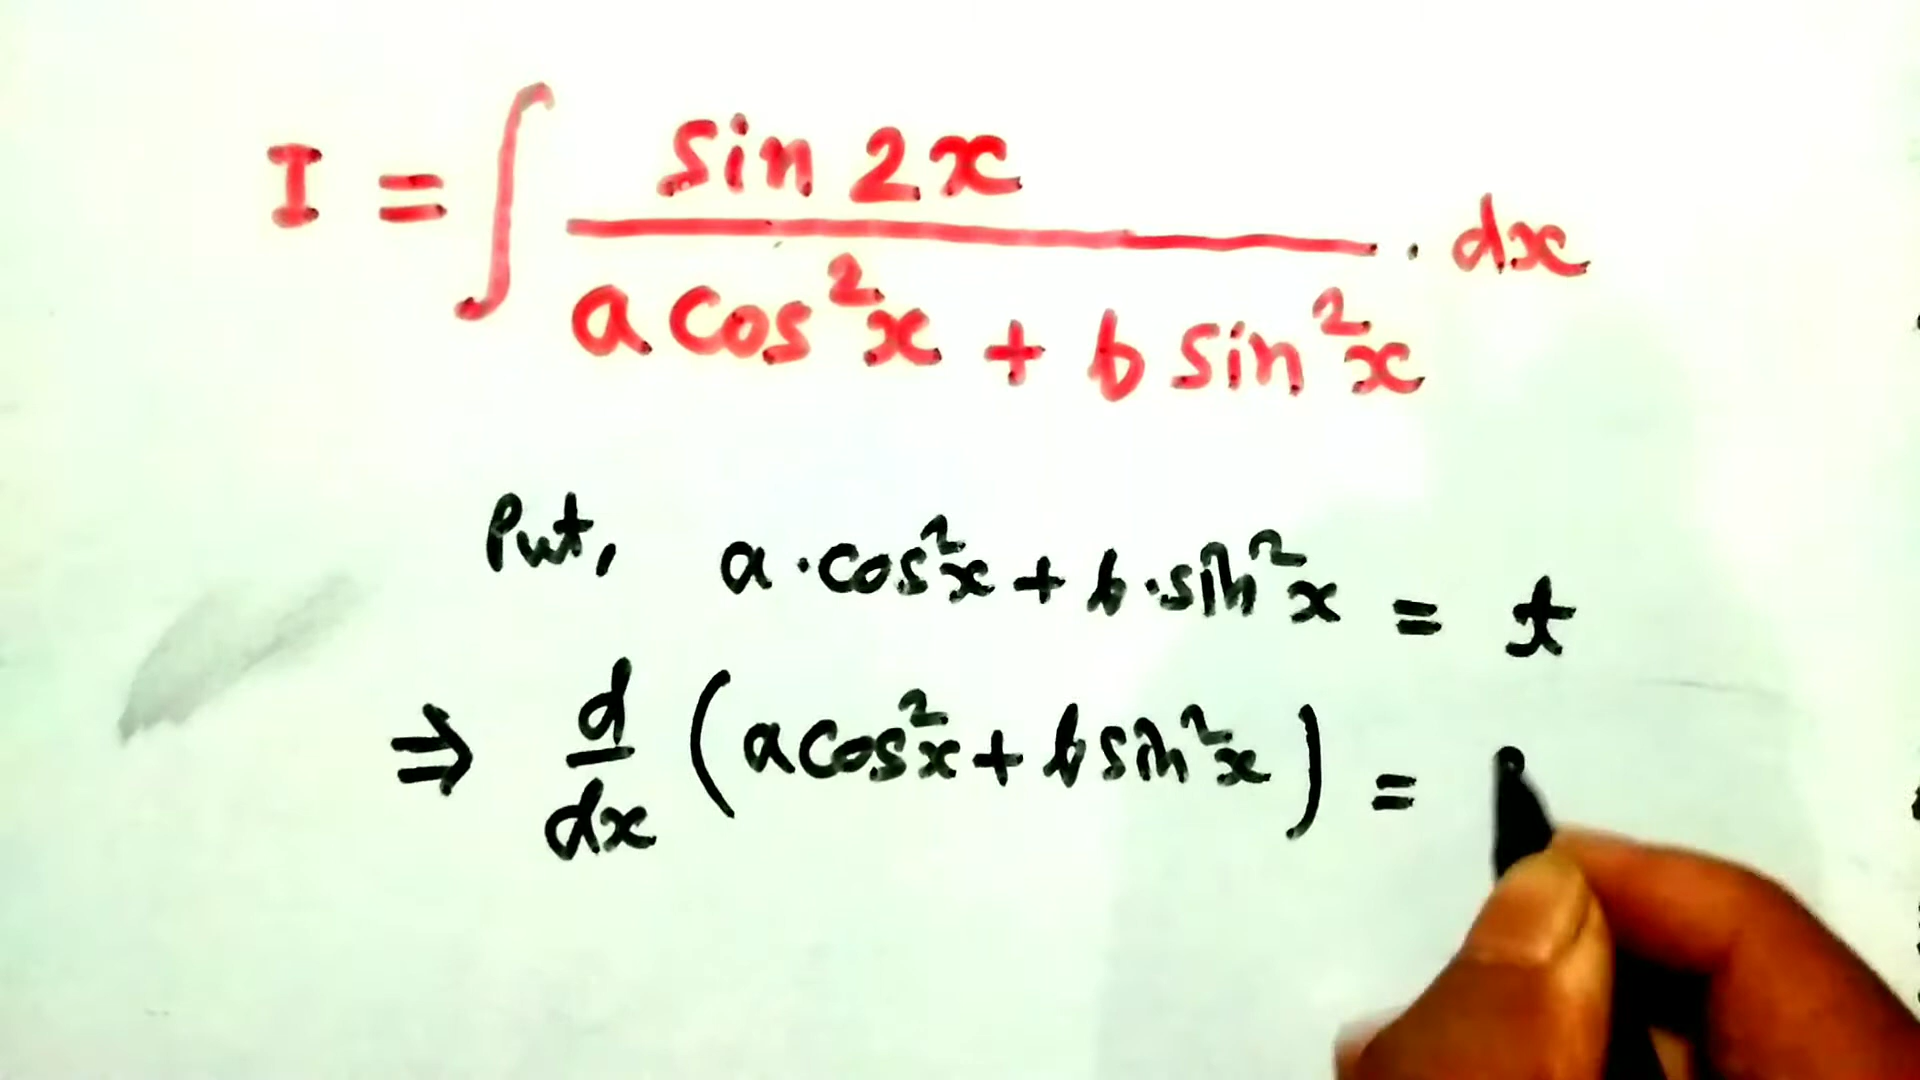 I = ∫ sin 2x / (a cos²x + b sin²x) · dx
Put, a·cos²x + b·sin²x = t
⇒ d/dx (a cos²x + b sin²x) =